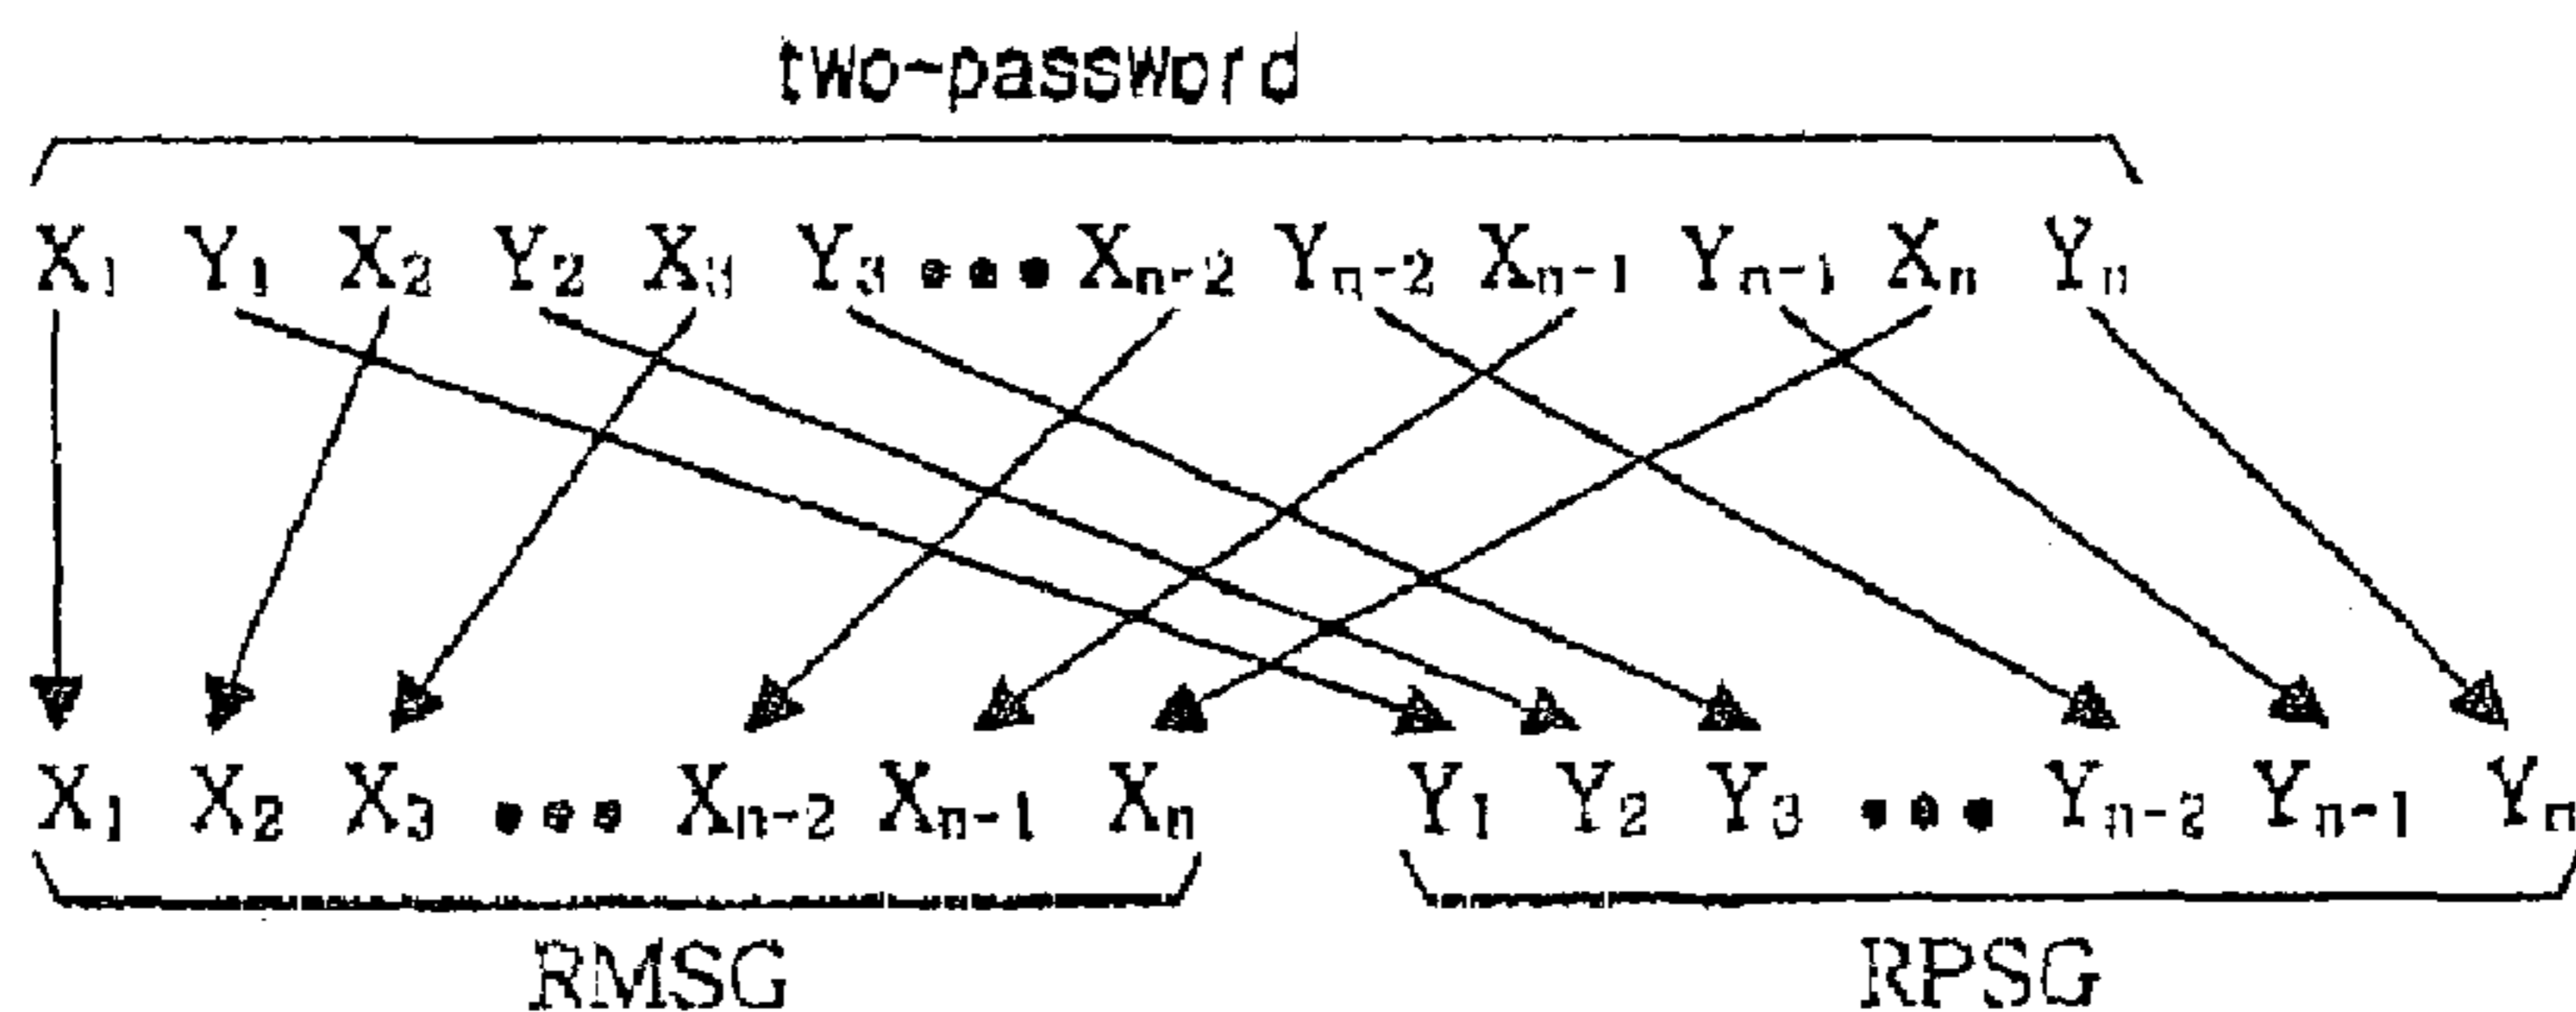 two-password
X₁ Y₁ X₂ Y₂ X₃ Y₃ ••• Xₙ₋₂ Yₙ₋₂ Xₙ₋₁ Yₙ₋₁ Xₙ Yₙ
X₁ X₂ X₃ ••• Xₙ₋₂ Xₙ₋₁ Xₙ Y₁ Y₂ Y₃ ••• Yₙ₋₂ Yₙ₋₁ Yₙ
RMSG RPSG